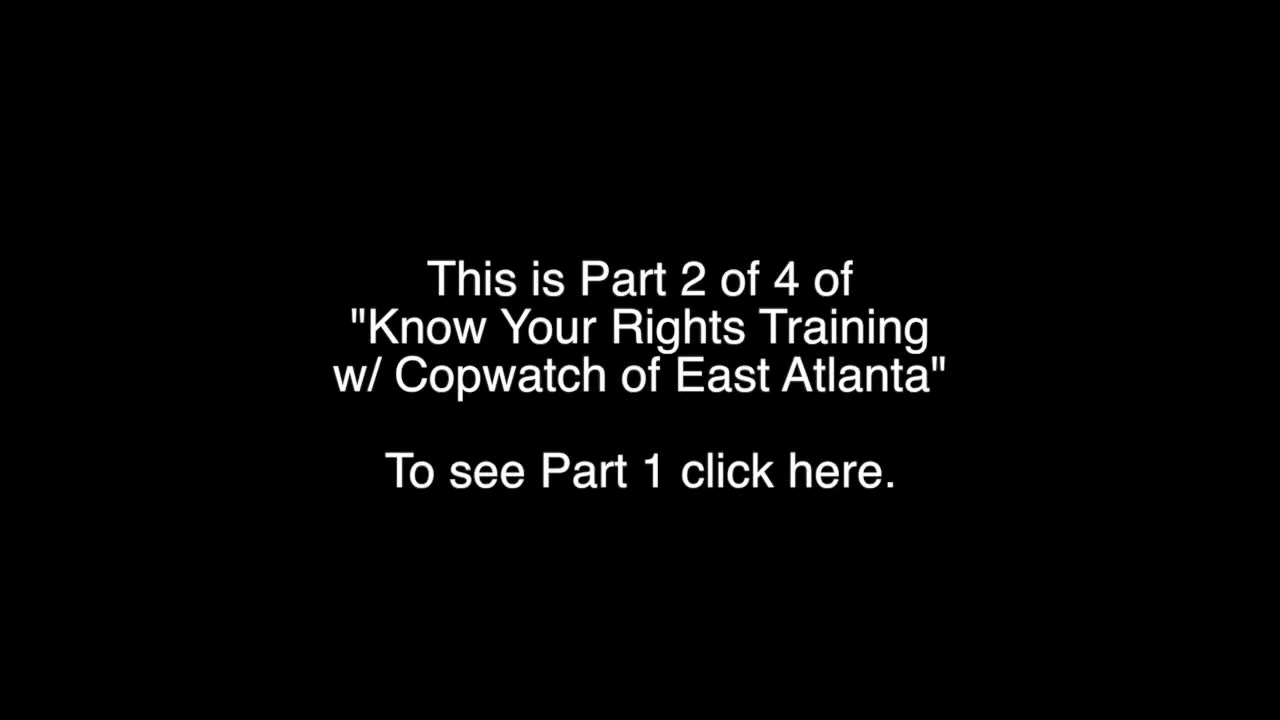 This is Part 2 of 4 of
"Know Your Rights Training
w/ Copwatch of East Atlanta"
To see Part 1 click here.